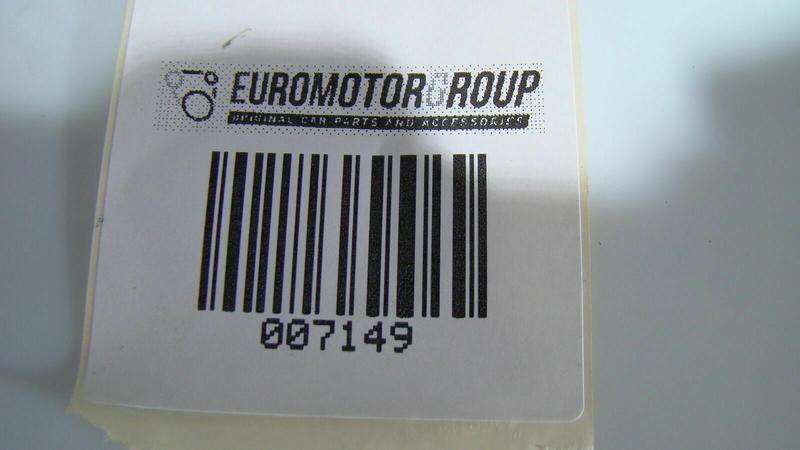 EUROMOTORGROUP
ORIGINAL CAR PARTS AND ACCESSORIES
007149